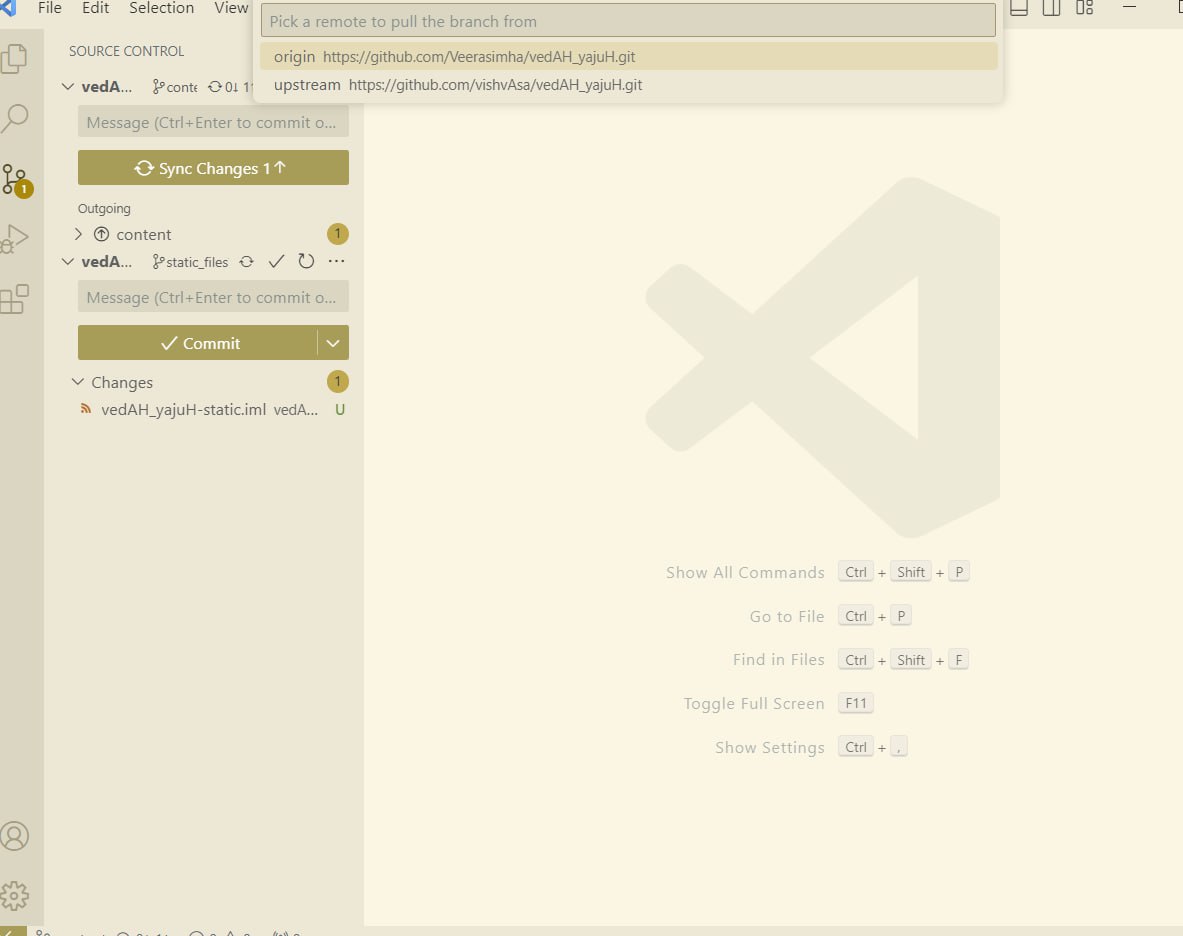 File Edit Selection View
Pick a remote to pull the branch from
origin https://github.com/Veerasimha/vedAH_yajuH.git
upstream https://github.com/vishvAsa/vedAH_yajuH.git
SOURCE CONTROL
vedA... conte 0↓ 1
Message (Ctrl+Enter to commit o...
Sync Changes 1↑
Outgoing
content 1
vedA... static_files ...
Message (Ctrl+Enter to commit o...
Commit
Changes 1
vedAH_yajuH-static.iml vedA... U
1
Show All Commands Ctrl + Shift + P
Go to File Ctrl + P
Find in Files Ctrl + Shift + F
Toggle Full Screen F11
Show Settings Ctrl + ,